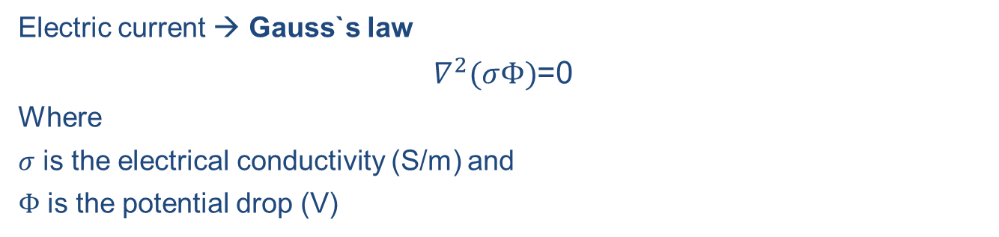 Electric current → Gauss`s law
∇²(σΦ)=0
Where
σ is the electrical conductivity (S/m) and
Φ is the potential drop (V)